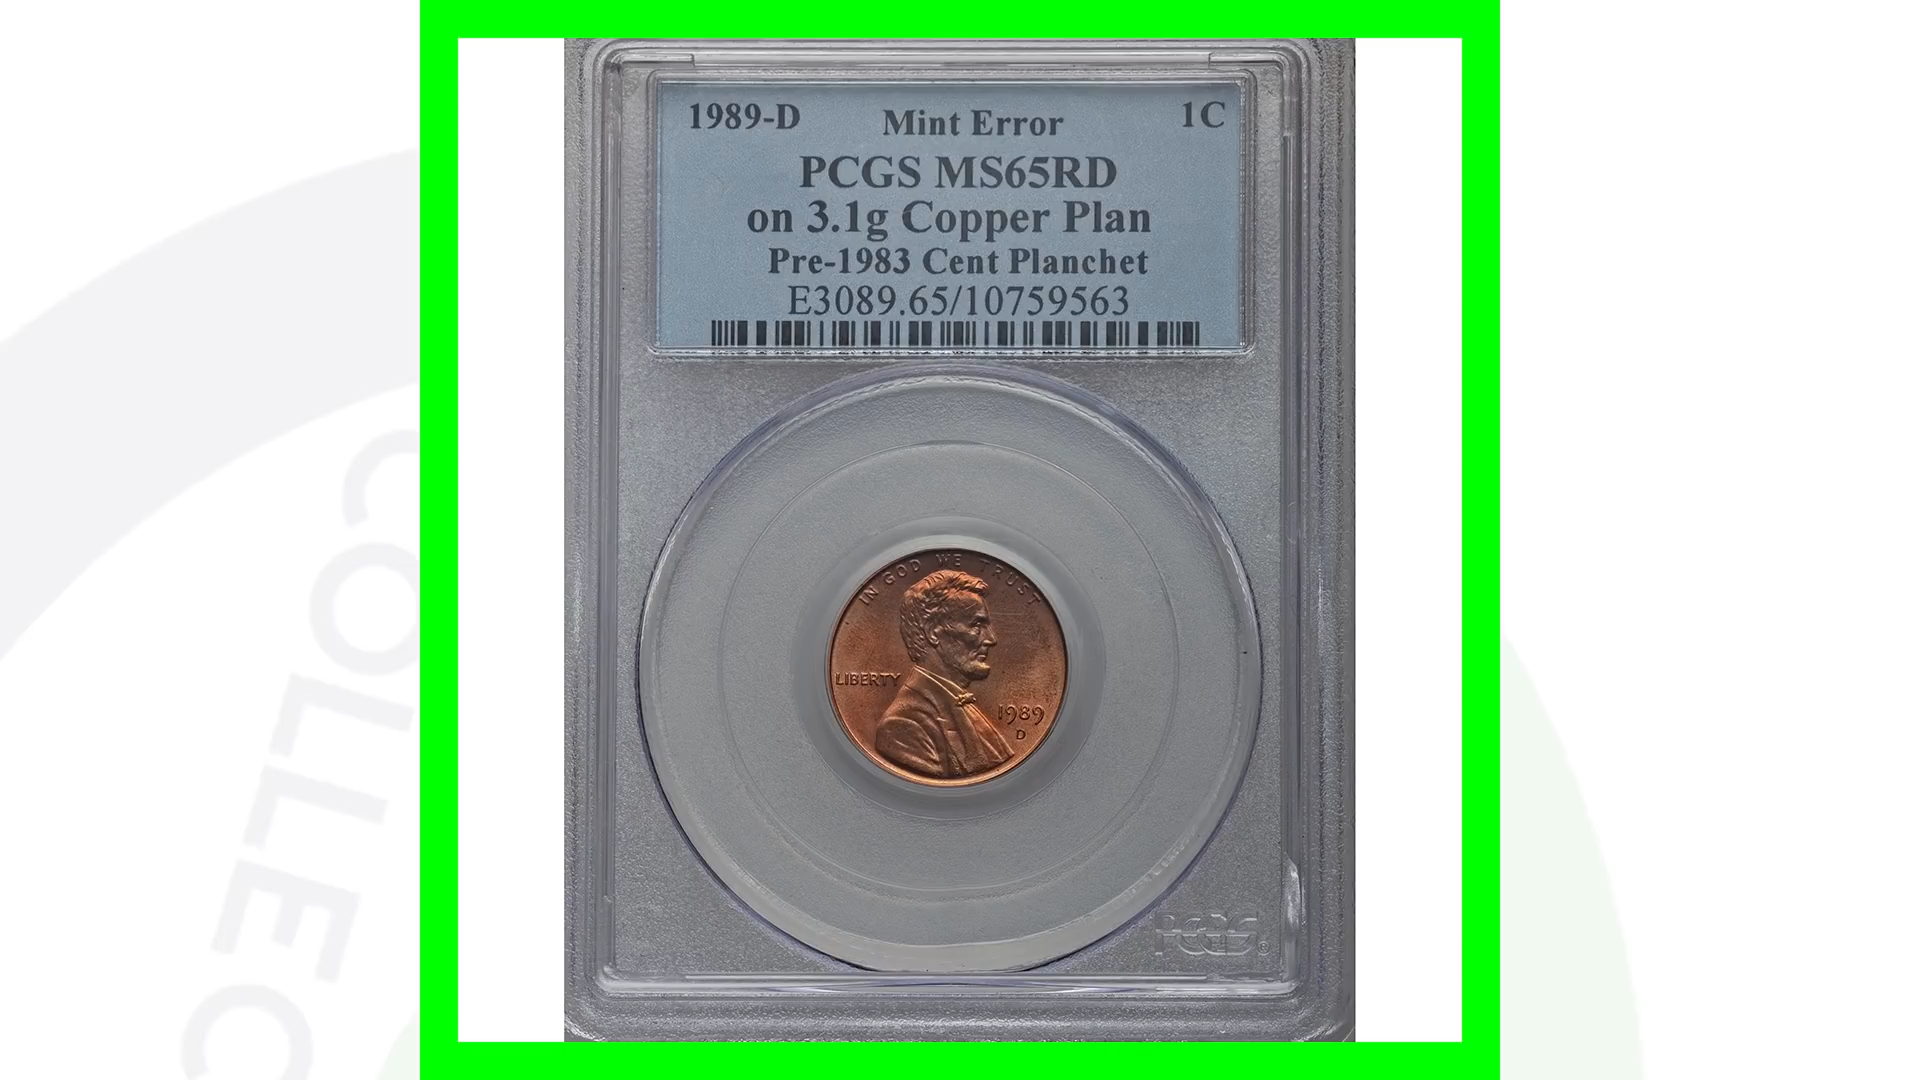 1989-D Mint Error 1C
PCGS MS65RD
on 3.1g Copper Plan
Pre-1983 Cent Planchet
E3089.65/10759563
IN GOD WE TRUST
LIBERTY
1989
D
PCGS
COLLEC